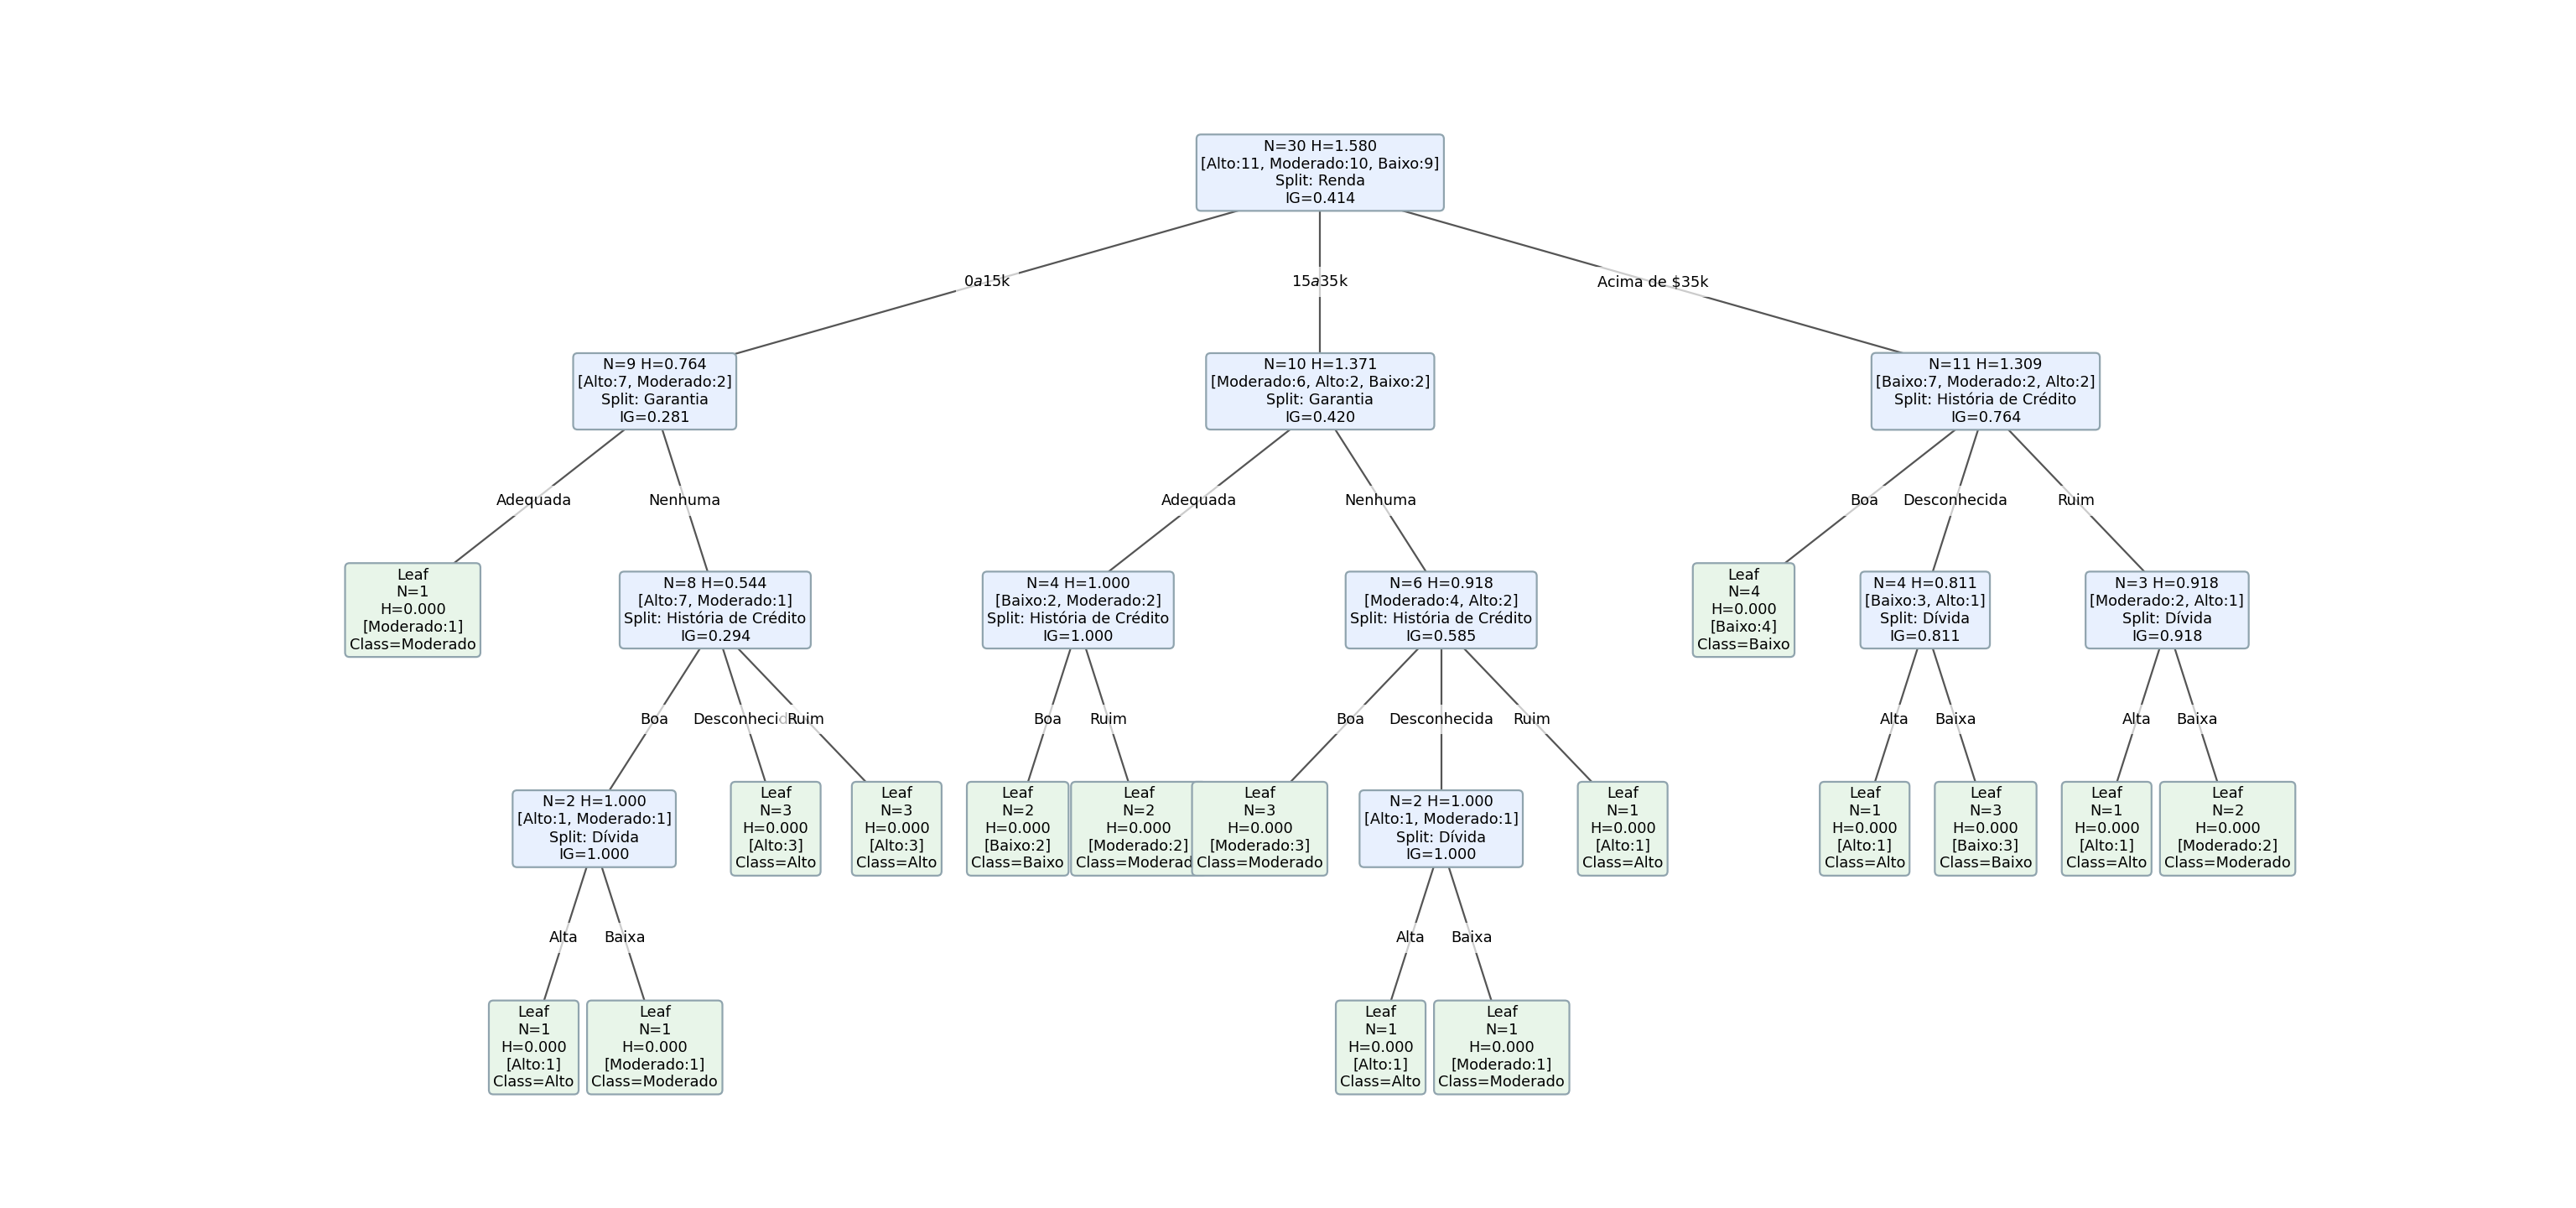 N=30 H=1.580
[Alto:11, Moderado:10, Baixo:9]
Split: Renda
IG=0.414
0a15k
15a35k
Acima de $35k
N=9 H=0.764
[Alto:7, Moderado:2]
Split: Garantia
IG=0.281
N=10 H=1.371
[Moderado:6, Alto:2, Baixo:2]
Split: Garantia
IG=0.420
N=11 H=1.309
[Baixo:7, Moderado:2, Alto:2]
Split: História de Crédito
IG=0.764
Adequada
Nenhuma
Adequada
Nenhuma
Boa
Desconhecida
Ruim
Leaf
N=1
H=0.000
[Moderado:1]
Class=Moderado
N=8 H=0.544
[Alto:7, Moderado:1]
Split: História de Crédito
IG=0.294
N=4 H=1.000
[Baixo:2, Moderado:2]
Split: História de Crédito
IG=1.000
N=6 H=0.918
[Moderado:4, Alto:2]
Split: História de Crédito
IG=0.585
Leaf
N=4
H=0.000
[Baixo:4]
Class=Baixo
N=4 H=0.811
[Baixo:3, Alto:1]
Split: Dívida
IG=0.811
N=3 H=0.918
[Moderado:2, Alto:1]
Split: Dívida
IG=0.918
Boa
Desconhecid
Ruim
Boa
Ruim
Boa
Desconhecida
Ruim
Alta
Baixa
Alta
Baixa
N=2 H=1.000
[Alto:1, Moderado:1]
Split: Dívida
IG=1.000
Leaf
N=3
H=0.000
[Alto:3]
Class=Alto
Leaf
N=3
H=0.000
[Alto:3]
Class=Alto
Leaf
N=2
H=0.000
[Baixo:2]
Class=Baixo
Leaf
N=2
H=0.000
[Moderado:2]
Class=Moderad
Leaf
N=3
H=0.000
[Moderado:3]
Class=Moderado
N=2 H=1.000
[Alto:1, Moderado:1]
Split: Dívida
IG=1.000
Leaf
N=1
H=0.000
[Alto:1]
Class=Alto
Leaf
N=1
H=0.000
[Alto:1]
Class=Alto
Leaf
N=3
H=0.000
[Baixo:3]
Class=Baixo
Leaf
N=1
H=0.000
[Alto:1]
Class=Alto
Leaf
N=2
H=0.000
[Moderado:2]
Class=Moderado
Alta
Baixa
Alta
Baixa
Leaf
N=1
H=0.000
[Alto:1]
Class=Alto
Leaf
N=1
H=0.000
[Moderado:1]
Class=Moderado
Leaf
N=1
H=0.000
[Alto:1]
Class=Alto
Leaf
N=1
H=0.000
[Moderado:1]
Class=Moderado